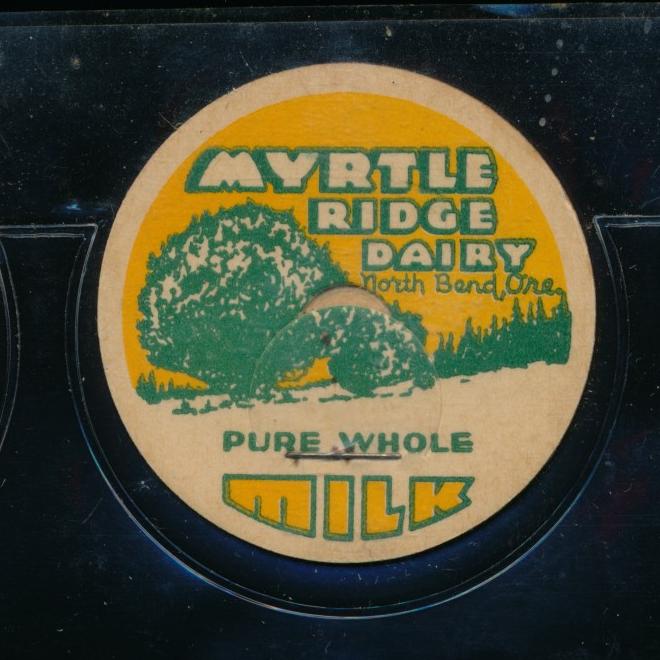 MYRTLE
RIDGE
DAIRY
North Bend, Ore.
PURE WHOLE
MILK